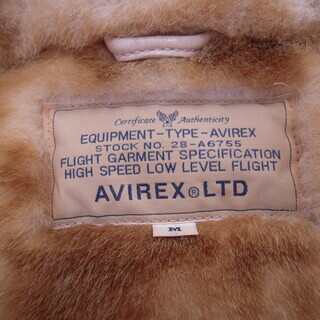 Certificate Authenticity
EQUIPMENT-TYPE-AVIREX
STOCK NO. 28-A6755
FLIGHT GARMENT SPECIFICATION
HIGH SPEED LOW LEVEL FLIGHT
AVIREX® LTD
M